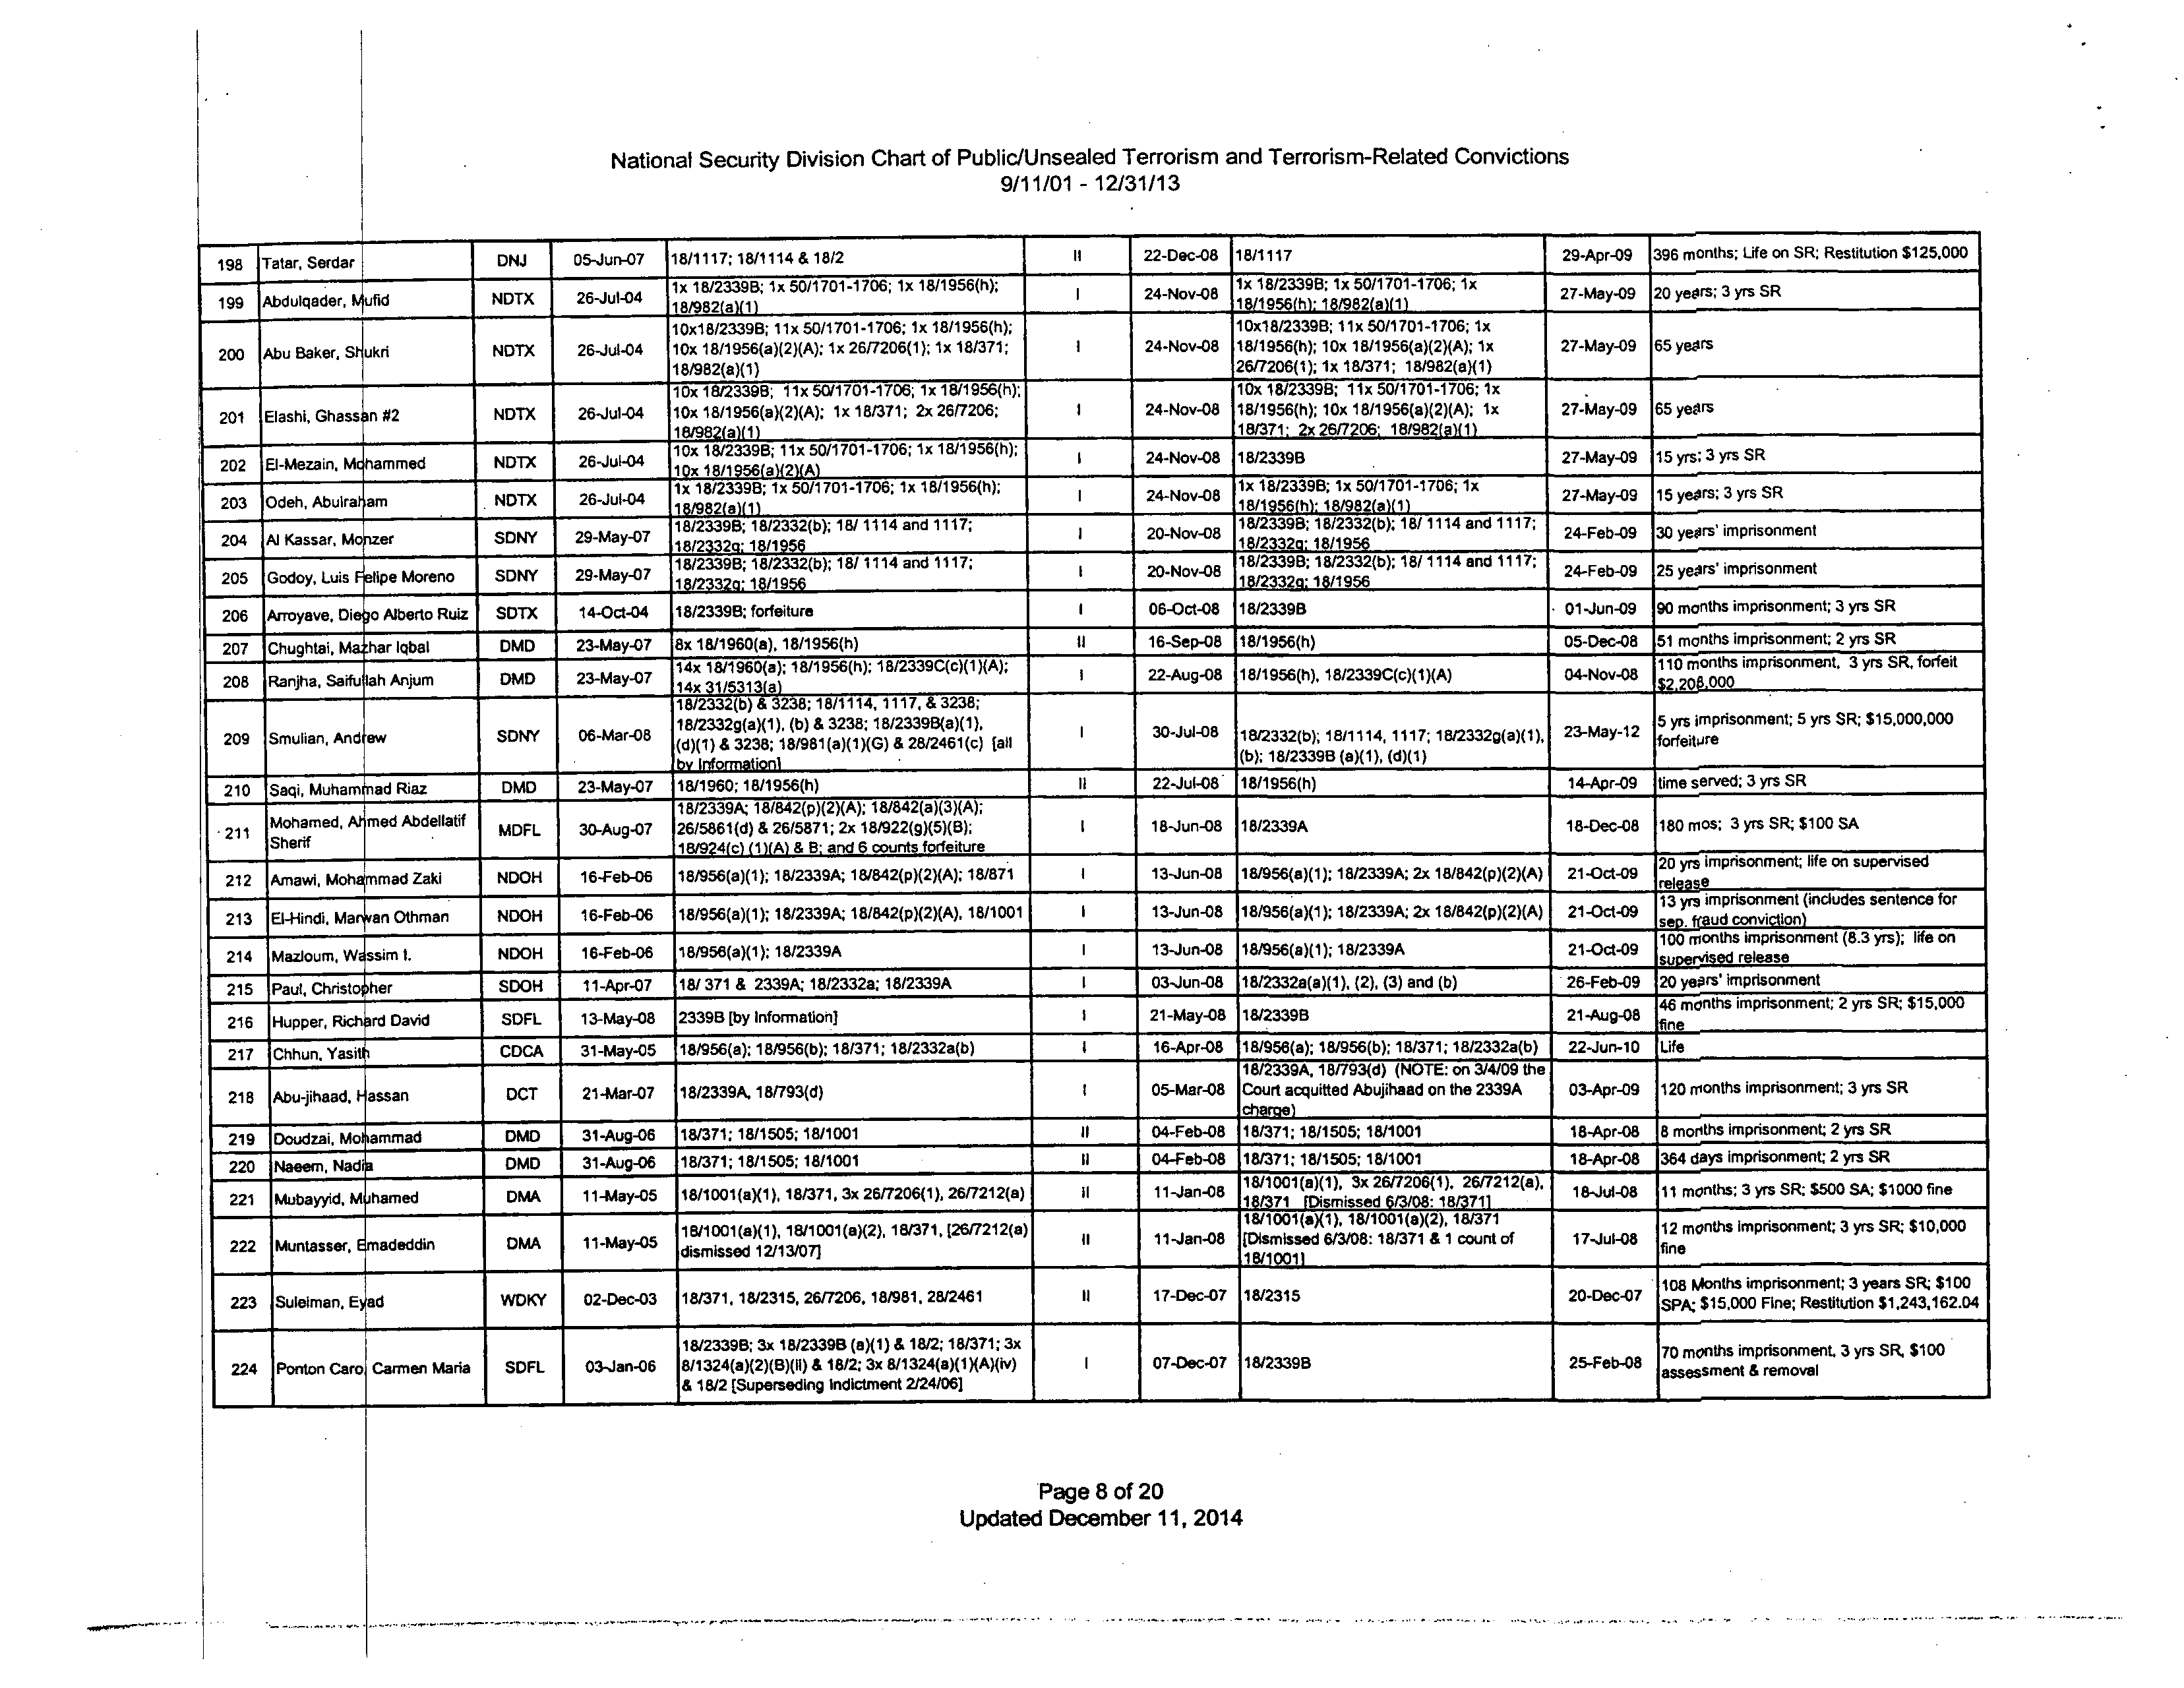 National Security Division Chart of Public/Unsealed Terrorism and Terrorism-Related Convictions
9/11/01 - 12/31/13
198 Tatar, Serdar DNJ 05-Jun-07 18/1117; 18/1114 & 18/2 II 22-Dec-08 18/1117 29-Apr-09 396 months; Life on SR; Restitution $125,000
199 Abdulqader, Mufid NDTX 26-Jul-04 1x 18/2339B; 1x 50/1701-1706; 1x 18/1956(h);
18/982(a)(1)
I 24-Nov-08 1x 18/2339B; 1x 50/1701-1706; 1x
18/1956(h); 18/982(a)(1)
27-May-09 20 years; 3 yrs SR
200 Abu Baker, Shukri NDTX 26-Jul-04 10x18/2339B; 11x 50/1701-1706; 1x 18/1956(h);
10x 18/1956(a)(2)(A); 1x 26/7206(1); 1x 18/371;
18/982(a)(1)
I 24-Nov-08 10x18/2339B; 11x 50/1701-1706; 1x
18/1956(h); 10x 18/1956(a)(2)(A); 1x
26/7206(1); 1x 18/371; 18/982(a)(1)
27-May-09 65 years
201 Elashi, Ghassan #2 NDTX 26-Jul-04 10x 18/2339B; 11x 50/1701-1706; 1x 18/1956(h);
10x 18/1956(a)(2)(A); 1x 18/371; 2x 26/7206;
18/982(a)(1)
I 24-Nov-08 10x 18/2339B; 11x 50/1701-1706; 1x
18/1956(h); 10x 18/1956(a)(2)(A); 1x
18/371; 2x 26/7206; 18/982(a)(1)
27-May-09 65 years
202 El-Mezain, Mohammed NDTX 26-Jul-04 10x 18/2339B; 11x 50/1701-1706; 1x 18/1956(h);
10x 18/1956(a)(2)(A)
I 24-Nov-08 18/2339B 27-May-09 15 yrs; 3 yrs SR
203 Odeh, Abulraham NDTX 26-Jul-04 1x 18/2339B; 1x 50/1701-1706; 1x 18/1956(h);
18/982(a)(1)
I 24-Nov-08 1x 18/2339B; 1x 50/1701-1706; 1x
18/1956(h); 18/982(a)(1)
27-May-09 15 years; 3 yrs SR
204 Al Kassar, Monzer SDNY 29-May-07 18/2339B; 18/2332(b); 18/ 1114 and 1117;
18/2332g; 18/1956
I 20-Nov-08 18/2339B; 18/2332(b); 18/ 1114 and 1117;
18/2332g; 18/1956
24-Feb-09 30 years' imprisonment
205 Godoy, Luis Felipe Moreno SDNY 29-May-07 18/2339B; 18/2332(b); 18/ 1114 and 1117;
18/2332g; 18/1956
I 20-Nov-08 18/2339B; 18/2332(b); 18/ 1114 and 1117;
18/2332g; 18/1956
24-Feb-09 25 years' imprisonment
206 Arroyave, Diego Alberto Ruiz SDTX 14-Oct-04 18/2339B; forfeiture I 06-Oct-08 18/2339B 01-Jun-09 90 months imprisonment; 3 yrs SR
207 Chughtai, Mazhar Iqbal DMD 23-May-07 8x 18/1960(a), 18/1956(h) II 16-Sep-08 18/1956(h) 05-Dec-08 51 months imprisonment; 2 yrs SR
208 Ranjha, Saifullah Anjum DMD 23-May-07 14x 18/1960(a); 18/1956(h); 18/2339C(c)(1)(A);
14x 31/5313(a)
I 22-Aug-08 18/1956(h), 18/2339C(c)(1)(A) 04-Nov-08 110 months imprisonment, 3 yrs SR, forfeit
$2,208,000
209 Smulian, Andrew SDNY 06-Mar-08 18/2332(b) & 3238; 18/1114, 1117, & 3238;
18/2332g(a)(1), (b) & 3238; 18/2339B(a)(1),
(d)(1) & 3238; 18/981(a)(1)(G) & 28/2461(c) [all
by Information]
I 30-Jul-08 18/2332(b); 18/1114, 1117; 18/2332g(a)(1),
(b); 18/2339B (a)(1), (d)(1)
23-May-12 5 yrs imprisonment; 5 yrs SR; $15,000,000
forfeiture
210 Saqi, Muhammad Riaz DMD 23-May-07 18/1960; 18/1956(h) II 22-Jul-08 18/1956(h) 14-Apr-09 time served; 3 yrs SR
211 Mohamed, Ahmed Abdellatif
Sherif
MDFL 30-Aug-07 18/2339A; 18/842(p)(2)(A); 18/842(a)(3)(A);
26/5861(d) & 26/5871; 2x 18/922(g)(5)(B);
18/924(c) (1)(A) & B; and 6 counts forfeiture
I 18-Jun-08 18/2339A 18-Dec-08 180 mos; 3 yrs SR; $100 SA
212 Amawi, Mohammad Zaki NDOH 16-Feb-06 18/956(a)(1); 18/2339A; 18/842(p)(2)(A); 18/871 I 13-Jun-08 18/956(a)(1); 18/2339A; 2x 18/842(p)(2)(A) 21-Oct-09 20 yrs imprisonment; life on supervised
release
213 El-Hindi, Marwan Othman NDOH 16-Feb-06 18/956(a)(1); 18/2339A; 18/842(p)(2)(A), 18/1001 I 13-Jun-08 18/956(a)(1); 18/2339A; 2x 18/842(p)(2)(A) 21-Oct-09 13 yrs imprisonment (includes sentence for
sep. fraud conviction)
214 Mazloum, Wassim I. NDOH 16-Feb-06 18/956(a)(1); 18/2339A I 13-Jun-08 18/956(a)(1); 18/2339A 21-Oct-09 100 months imprisonment (8.3 yrs); life on
supervised release
215 Paul, Christopher SDOH 11-Apr-07 18/ 371 & 2339A; 18/2332a; 18/2339A I 03-Jun-08 18/2332a(a)(1), (2), (3) and (b) 26-Feb-09 20 years' imprisonment
216 Hupper, Richard David SDFL 13-May-08 2339B [by Information] I 21-May-08 18/2339B 21-Aug-08 46 months imprisonment; 2 yrs SR; $15,000
fine
217 Chhun, Yasith CDCA 31-May-05 18/956(a); 18/956(b); 18/371; 18/2332a(b) I 16-Apr-08 18/956(a); 18/956(b); 18/371; 18/2332a(b) 22-Jun-10 Life
218 Abu-jihaad, Hassan DCT 21-Mar-07 18/2339A, 18/793(d) I 05-Mar-08 18/2339A, 18/793(d) (NOTE: on 3/4/09 the
Court acquitted Abujihaad on the 2339A
charge)
03-Apr-09 120 months imprisonment; 3 yrs SR
219 Doudzai, Mohammad DMD 31-Aug-06 18/371; 18/1505; 18/1001 II 04-Feb-08 18/371; 18/1505; 18/1001 18-Apr-08 8 months imprisonment; 2 yrs SR
220 Naeem, Nadia DMD 31-Aug-06 18/371; 18/1505; 18/1001 II 04-Feb-08 18/371; 18/1505; 18/1001 18-Apr-08 364 days imprisonment; 2 yrs SR
221 Mubayyid, Muhamed DMA 11-May-05 18/1001(a)(1), 18/371, 3x 26/7206(1), 26/7212(a) II 11-Jan-08 18/1001(a)(1), 3x 26/7206(1), 26/7212(a),
18/371 [Dismissed 6/3/08: 18/371]
18-Jul-08 11 months; 3 yrs SR; $500 SA; $1000 fine
222 Muntasser, Emadeddin DMA 11-May-05 18/1001(a)(1), 18/1001(a)(2), 18/371, [26/7212(a)
dismissed 12/13/07]
II 11-Jan-08 18/1001(a)(1), 18/1001(a)(2), 18/371
[Dismissed 6/3/08: 18/371 & 1 count of
18/1001]
17-Jul-08 12 months imprisonment; 3 yrs SR; $10,000
fine
223 Suleiman, Eyad WDKY 02-Dec-03 18/371, 18/2315, 26/7206, 18/981, 28/2461 II 17-Dec-07 18/2315 20-Dec-07 108 Months imprisonment; 3 years SR; $100
SPA; $15,000 Fine; Restitution $1,243,162.04
224 Ponton Caro, Carmen Maria SDFL 03-Jan-06 18/2339B; 3x 18/2339B (a)(1) & 18/2; 18/371; 3x
8/1324(a)(2)(B)(ii) & 18/2; 3x 8/1324(a)(1)(A)(iv)
& 18/2 [Superseding Indictment 2/24/06]
I 07-Dec-07 18/2339B 25-Feb-08 70 months imprisonment, 3 yrs SR, $100
assessment & removal
Page 8 of 20
Updated December 11, 2014